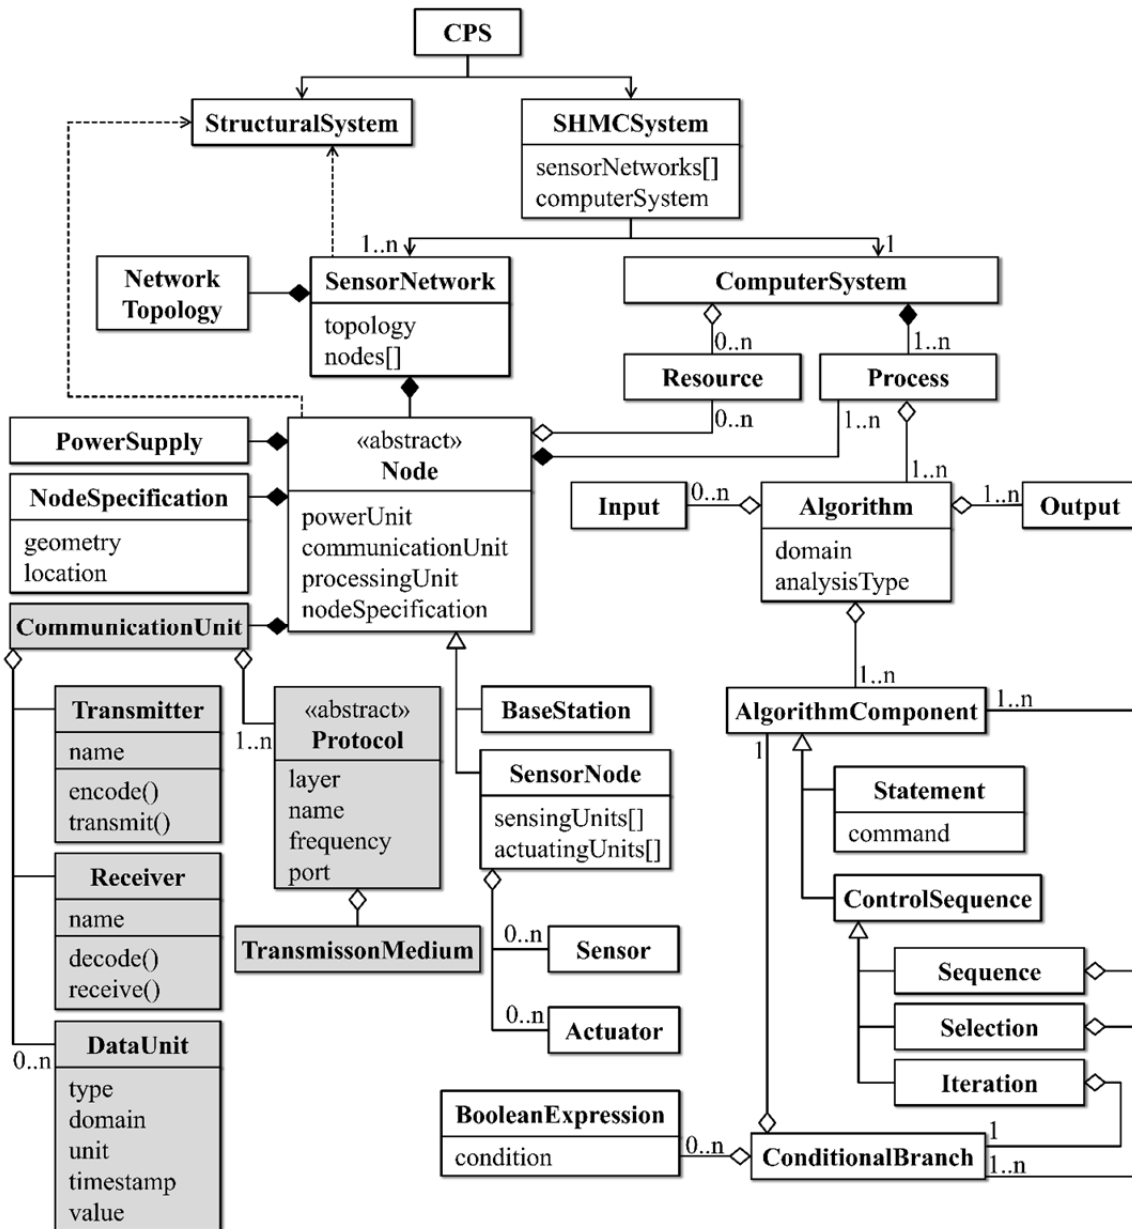 CPS
StructuralSystem
SHMCSystem
sensorNetworks[]
computerSystem
1..n
1
Network
Topology
SensorNetwork
topology
nodes[]
ComputerSystem
0..n
1..n
Resource
Process
0..n
1..n
PowerSupply
«abstract»
Node
powerUnit
communicationUnit
processingUnit
nodeSpecification
NodeSpecification
geometry
location
CommunicationUnit
1..n
Input
0..n
Algorithm
domain
analysisType
1..n
Output
1..n
AlgorithmComponent
1..n
1
Transmitter
name
encode()
transmit()
1..n
«abstract»
Protocol
layer
name
frequency
port
BaseStation
SensorNode
sensingUnits[]
actuatingUnits[]
Statement
command
ControlSequence
Receiver
name
decode()
receive()
TransmissonMedium
0..n
Sensor
0..n
Actuator
Sequence
Selection
Iteration
0..n
DataUnit
type
domain
unit
timestamp
value
BooleanExpression
condition
0..n
ConditionalBranch
1
1..n